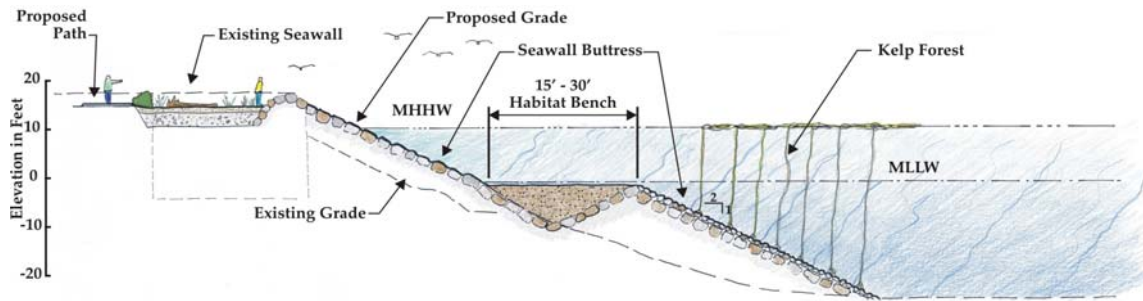 Proposed
Path
Existing Seawall
Proposed Grade
Seawall Buttress
Kelp Forest
15' - 30'
Habitat Bench
MHHW
MLLW
Existing Grade
2
1
Elevation in Feet
20
10
0
-10
-20